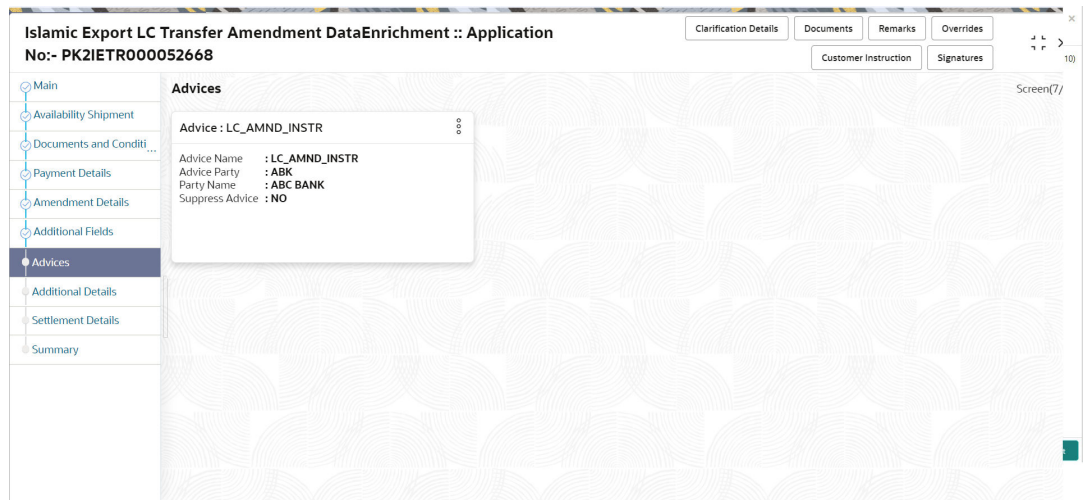 Islamic Export LC Transfer Amendment DataEnrichment :: Application
No:- PK2IETR000052668
Clarification Details
Documents
Remarks
Overrides
Customer Instruction
Signatures
Main
Availability Shipment
Documents and Conditi...
Payment Details
Amendment Details
Additional Fields
Advices
Additional Details
Settlement Details
Summary
Advices
Screen(7/
10)
Advice : LC_AMND_INSTR
Advice Name : LC_AMND_INSTR
Advice Party : ABK
Party Name : ABC BANK
Suppress Advice : NO